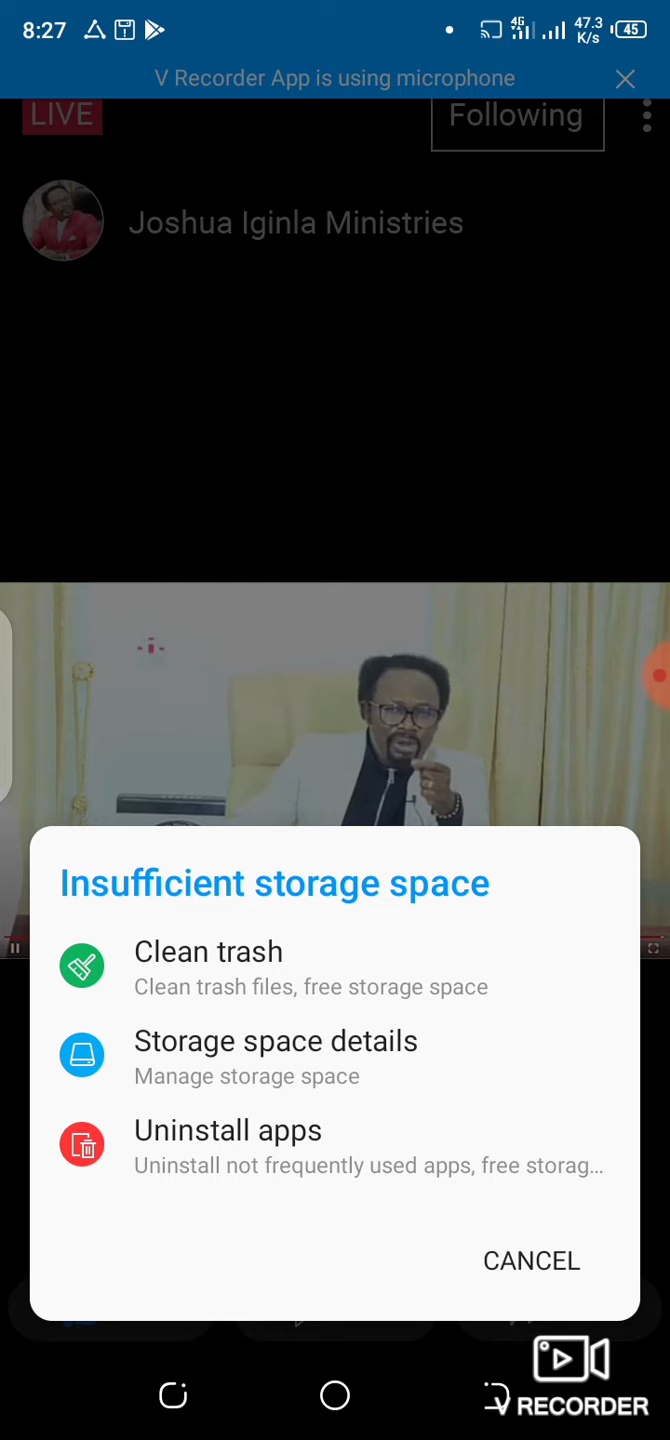 8:27
4G
47.3
K/s
45
V Recorder App is using microphone
LIVE
Following
Joshua Iginla Ministries
Insufficient storage space
Clean trash
Clean trash files, free storage space
Storage space details
Manage storage space
Uninstall apps
Uninstall not frequently used apps, free storag...
CANCEL
V RECORDER